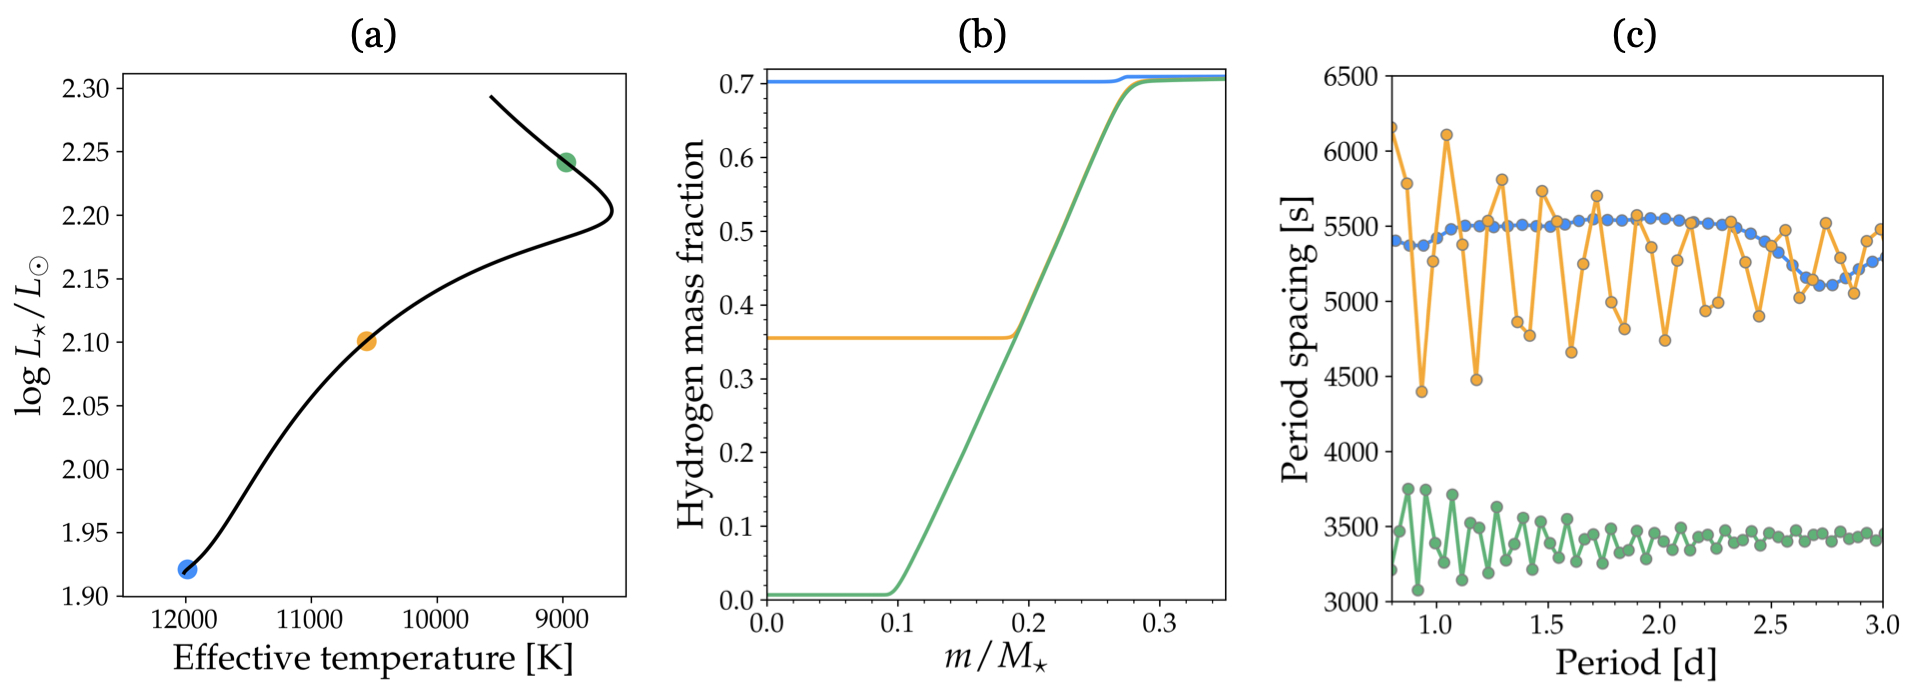 (a)
(b)
(c)
log L⋆/L⊙
2.30
2.25
2.20
2.15
2.10
2.05
2.00
1.95
1.90
12000 11000 10000 9000
Effective temperature [K]
Hydrogen mass fraction
0.7
0.6
0.5
0.4
0.3
0.2
0.1
0.0
0.0 0.1 0.2 0.3
m/M⋆
Period spacing [s]
6500
6000
5500
5000
4500
4000
3500
3000
1.0 1.5 2.0 2.5 3.0
Period [d]